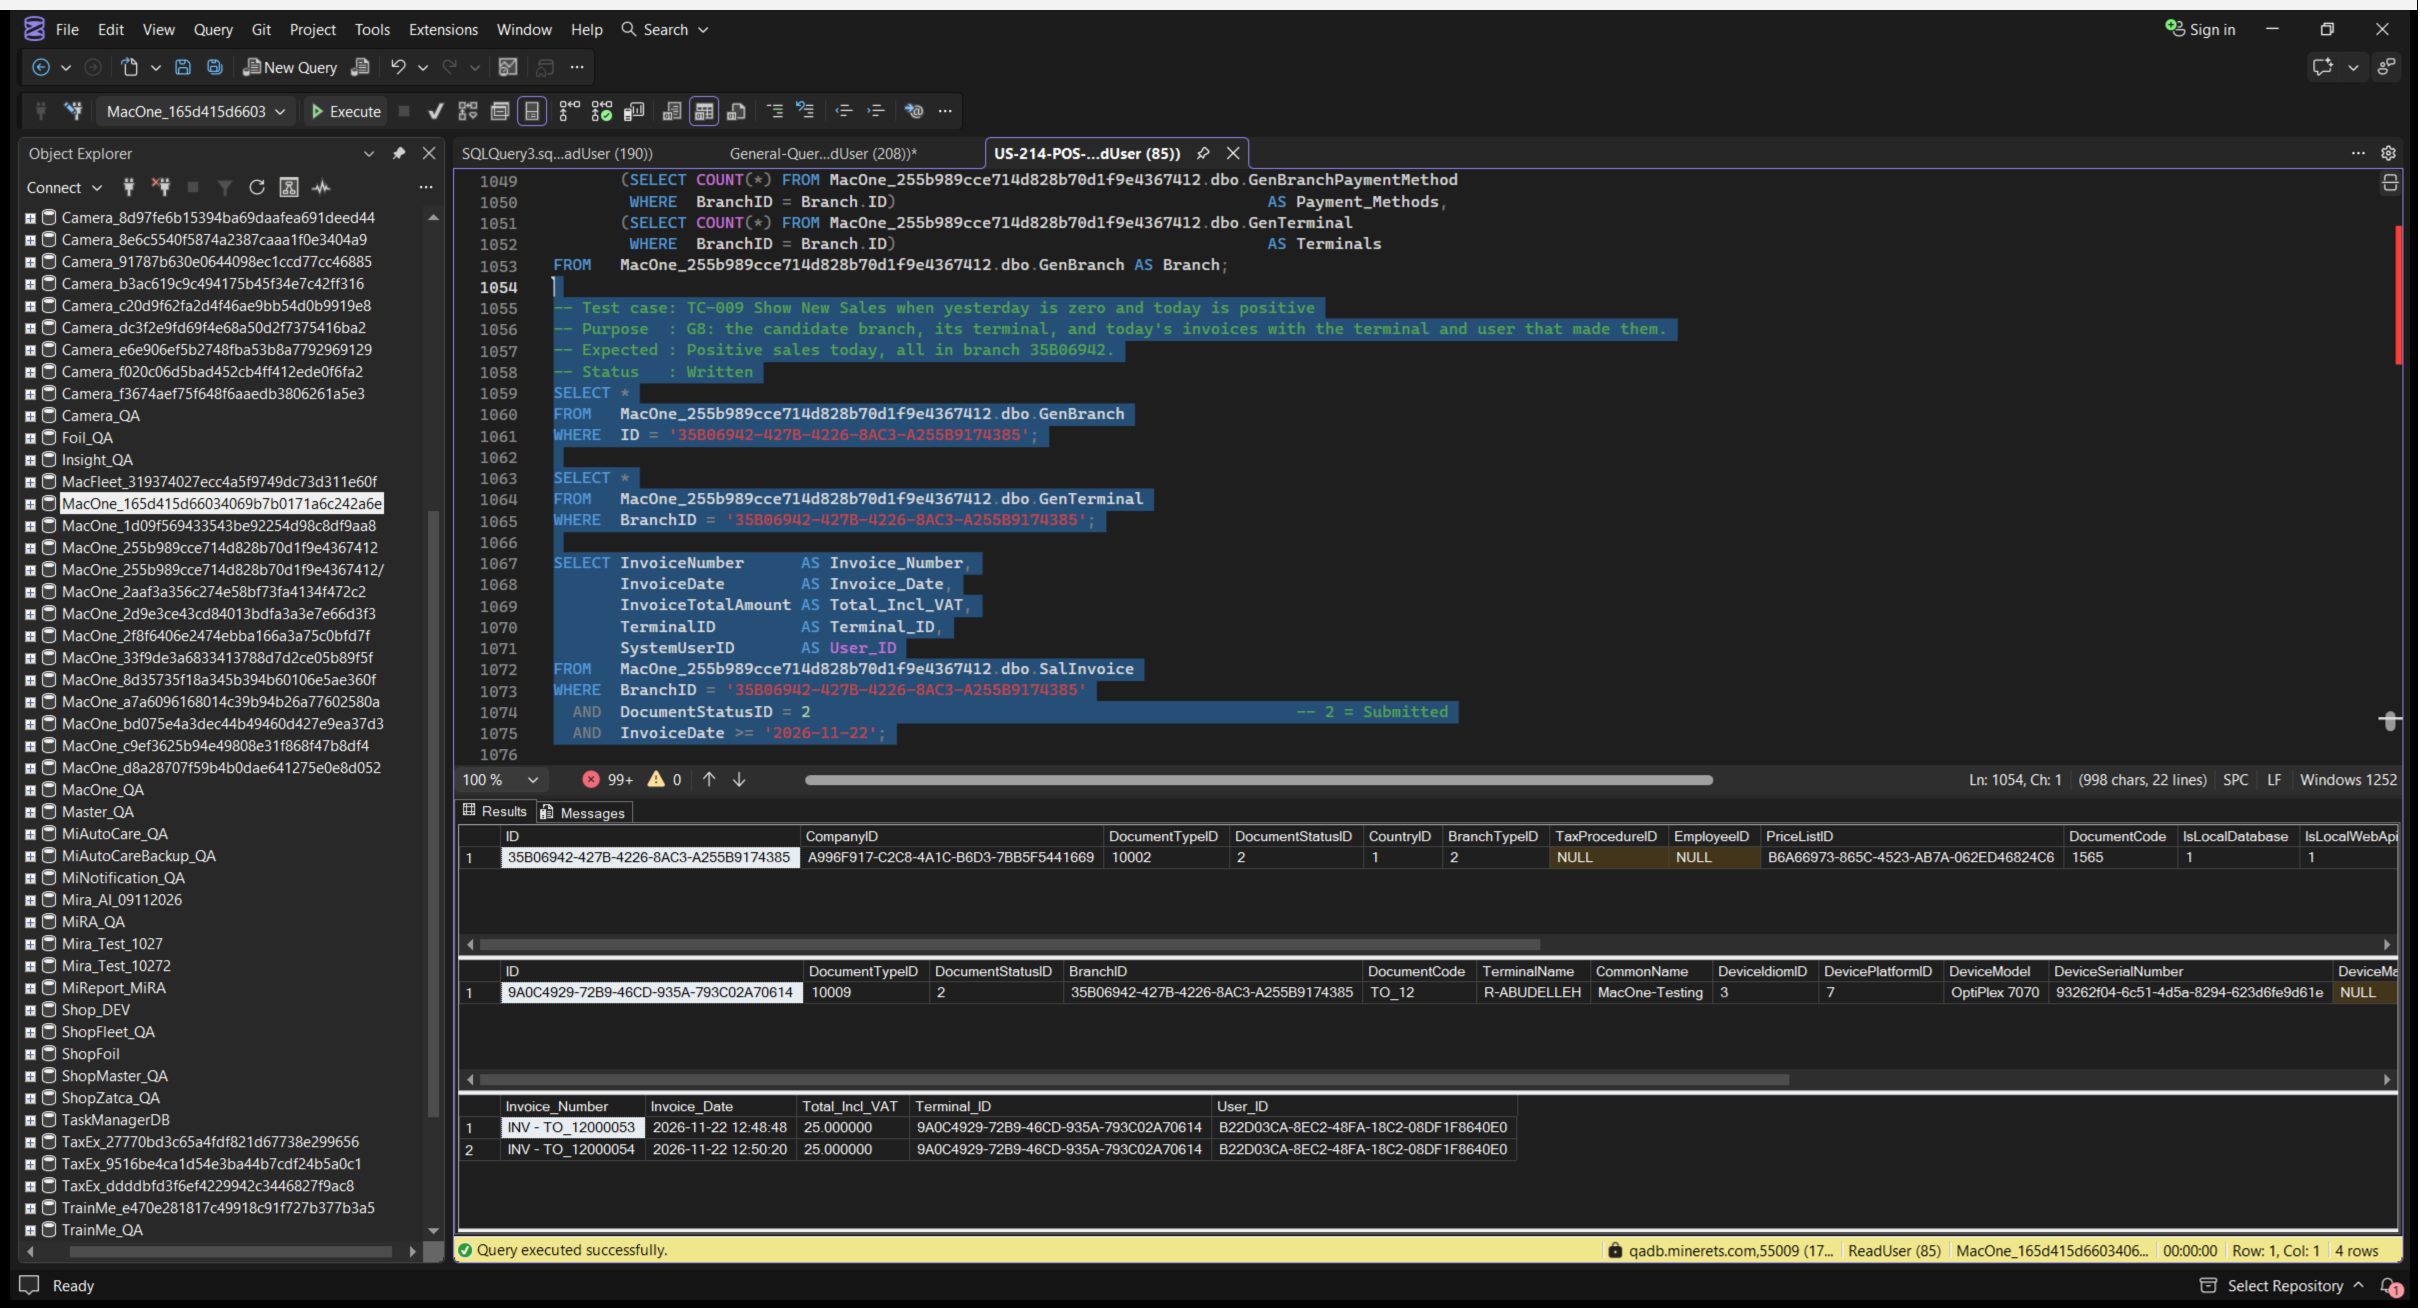 File Edit View Query Git Project Tools Extensions Window Help Search Sign in
New Query
MacOne_165d415d6603 Execute
Object Explorer
Connect
Camera_8d97fe6b15394ba69daafea691deed44
Camera_8e6c5540f5874a2387caaa1f0e3404a9
Camera_91787b630e0644098ec1ccd77cc46885
Camera_b3ac619c9c494175b45f34e7c42ff316
Camera_c20d9f62fa2d4f46ae9bb54d0b9919e8
Camera_dc3f2e9fd69f4e68a50d2f7375416ba2
Camera_e6e906ef5b2748fba53b8a7792969129
Camera_f020c06d5bad452cb4ff412ede0f6fa2
Camera_f3674aef75f648f6aaedb3806261a5e3
Camera_QA
Foil_QA
Insight_QA
MacFleet_319374027ecc4a5f9749dc73d311e60f
MacOne_165d415d66034069b7b0171a6c242a6e
MacOne_1d09f569433543be92254d98c8df9aa8
MacOne_255b989cce714d828b70d1f9e4367412
MacOne_255b989cce714d828b70d1f9e4367412/
MacOne_2aaf3a356c274e58bf73fa4134f472c2
MacOne_2d9e3ce43cd84013bdfa3a3e7e66d3f3
MacOne_2f8f6406e2474ebba166a3a75c0bfd7f
MacOne_33f9de3a6833413788d7d2ce05b89f5f
MacOne_8d35735f18a345b394b60106e5ae360f
MacOne_a7a6096168014c39b94b26a77602580a
MacOne_bd075e4a3dec44b49460d427e9ea37d3
MacOne_c9ef3625b94e49808e31f868f47b8df4
MacOne_d8a28707f59b4b0dae641275e0e8d052
MacOne_QA
Master_QA
MiAutoCare_QA
MiAutoCareBackup_QA
MiNotification_QA
Mira_AI_09112026
MiRA_QA
Mira_Test_1027
Mira_Test_10272
MiReport_MiRA
Shop_DEV
ShopFleet_QA
ShopFoil
ShopMaster_QA
ShopZatca_QA
TaskManagerDB
TaxEx_27770bd3c65a4fdf821d67738e299656
TaxEx_9516be4ca1d54e3ba44b7cdf24b5a0c1
TaxEx_ddddbfd3f6ef4229942c3446827f9ac8
TrainMe_e470e281817c49918c91f727b377b3a5
TrainMe_QA
SQLQuery3.sq...adUser (190)) General-Quer...dUser (208))* US-214-POS-...dUser (85))
1049 (SELECT COUNT(*) FROM MacOne_255b989cce714d828b70d1f9e4367412.dbo.GenBranchPaymentMethod
1050 WHERE BranchID = Branch.ID) AS Payment_Methods,
1051 (SELECT COUNT(*) FROM MacOne_255b989cce714d828b70d1f9e4367412.dbo.GenTerminal
1052 WHERE BranchID = Branch.ID) AS Terminals
1053 FROM MacOne_255b989cce714d828b70d1f9e4367412.dbo.GenBranch AS Branch;
1054
1055 -- Test case: TC-009 Show New Sales when yesterday is zero and today is positive
1056 -- Purpose : G8: the candidate branch, its terminal, and today's invoices with the terminal and user that made them.
1057 -- Expected : Positive sales today, all in branch 35B06942.
1058 -- Status : Written
1059 SELECT *
1060 FROM MacOne_255b989cce714d828b70d1f9e4367412.dbo.GenBranch
1061 WHERE ID = '35B06942-427B-4226-8AC3-A255B9174385';
1062
1063 SELECT *
1064 FROM MacOne_255b989cce714d828b70d1f9e4367412.dbo.GenTerminal
1065 WHERE BranchID = '35B06942-427B-4226-8AC3-A255B9174385';
1066
1067 SELECT InvoiceNumber AS Invoice_Number,
1068 InvoiceDate AS Invoice_Date,
1069 InvoiceTotalAmount AS Total_Incl_VAT,
1070 TerminalID AS Terminal_ID,
1071 SystemUserID AS User_ID
1072 FROM MacOne_255b989cce714d828b70d1f9e4367412.dbo.SalInvoice
1073 WHERE BranchID = '35B06942-427B-4226-8AC3-A255B9174385'
1074 AND DocumentStatusID = 2 -- 2 = Submitted
1075 AND InvoiceDate >= '2026-11-22';
1076
100 % 99+ 0 Ln: 1054, Ch: 1 (998 chars, 22 lines) SPC LF Windows 1252
Results Messages
ID CompanyID DocumentTypeID DocumentStatusID CountryID BranchTypeID TaxProcedureID EmployeeID PriceListID DocumentCode IsLocalDatabase IsLocalWebApi
1 35B06942-427B-4226-8AC3-A255B9174385 A996F917-C2C8-4A1C-B6D3-7BB5F5441669 10002 2 1 2 NULL NULL B6A66973-865C-4523-AB7A-062ED46824C6 1565 1 1
ID DocumentTypeID DocumentStatusID BranchID DocumentCode TerminalName CommonName DeviceIdiomID DevicePlatformID DeviceModel DeviceSerialNumber DeviceMa
1 9A0C4929-72B9-46CD-935A-793C02A70614 10009 2 35B06942-427B-4226-8AC3-A255B9174385 TO_12 R-ABUDELLEH MacOne-Testing 3 7 OptiPlex 7070 93262f04-6c51-4d5a-8294-623d6fe9d61e NULL
Invoice_Number Invoice_Date Total_Incl_VAT Terminal_ID User_ID
1 INV - TO_12000053 2026-11-22 12:48:48 25.000000 9A0C4929-72B9-46CD-935A-793C02A70614 B22D03CA-8EC2-48FA-18C2-08DF1F8640E0
2 INV - TO_12000054 2026-11-22 12:50:20 25.000000 9A0C4929-72B9-46CD-935A-793C02A70614 B22D03CA-8EC2-48FA-18C2-08DF1F8640E0
Query executed successfully. qadb.minerets.com,55009 (17... ReadUser (85) MacOne_165d415d6603406... 00:00:00 Row: 1, Col: 1 4 rows
Ready Select Repository 1